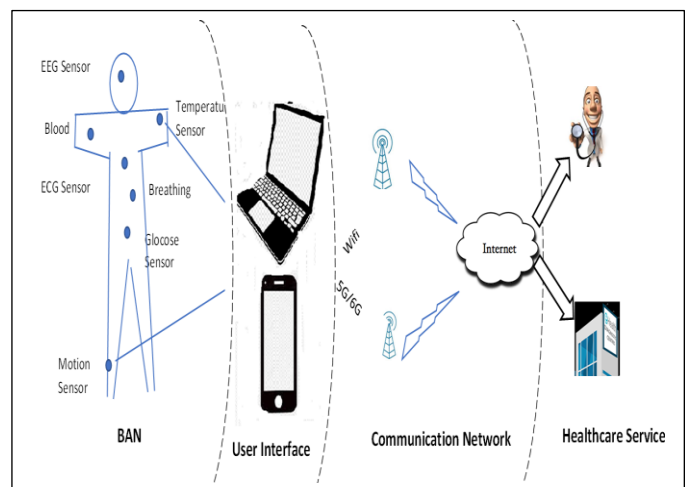 EEG Sensor
Temperatu
Sensor
Blood
ECG Sensor
Breathing
Glocose
Sensor
Motion
Sensor
BAN
User Interface
Wifi
5G/6G
Communication Network
Internet
Healthcare Service